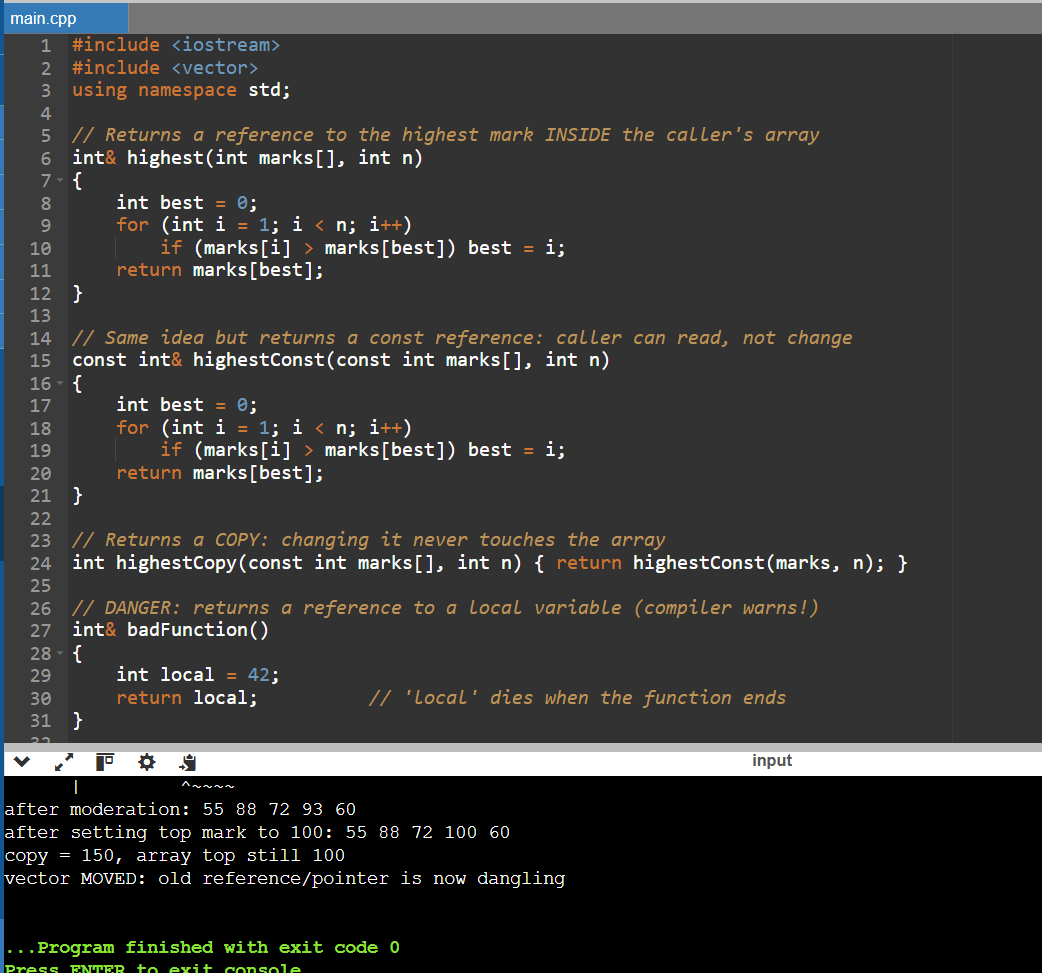 main.cpp
1 #include <iostream>
2 #include <vector>
3 using namespace std;
4
5 // Returns a reference to the highest mark INSIDE the caller's array
6 int& highest(int marks[], int n)
7 {
8     int best = 0;
9     for (int i = 1; i < n; i++)
10         if (marks[i] > marks[best]) best = i;
11     return marks[best];
12 }
13
14 // Same idea but returns a const reference: caller can read, not change
15 const int& highestConst(const int marks[], int n)
16 {
17     int best = 0;
18     for (int i = 1; i < n; i++)
19         if (marks[i] > marks[best]) best = i;
20     return marks[best];
21 }
22
23 // Returns a COPY: changing it never touches the array
24 int highestCopy(const int marks[], int n) { return highestConst(marks, n); }
25
26 // DANGER: returns a reference to a local variable (compiler warns!)
27 int& badFunction()
28 {
29     int local = 42;
30     return local;          // 'local' dies when the function ends
31 }
32
input
      |         ^~~~~
after moderation: 55 88 72 93 60
after setting top mark to 100: 55 88 72 100 60
copy = 150, array top still 100
vector MOVED: old reference/pointer is now dangling
...Program finished with exit code 0
Press ENTER to exit console